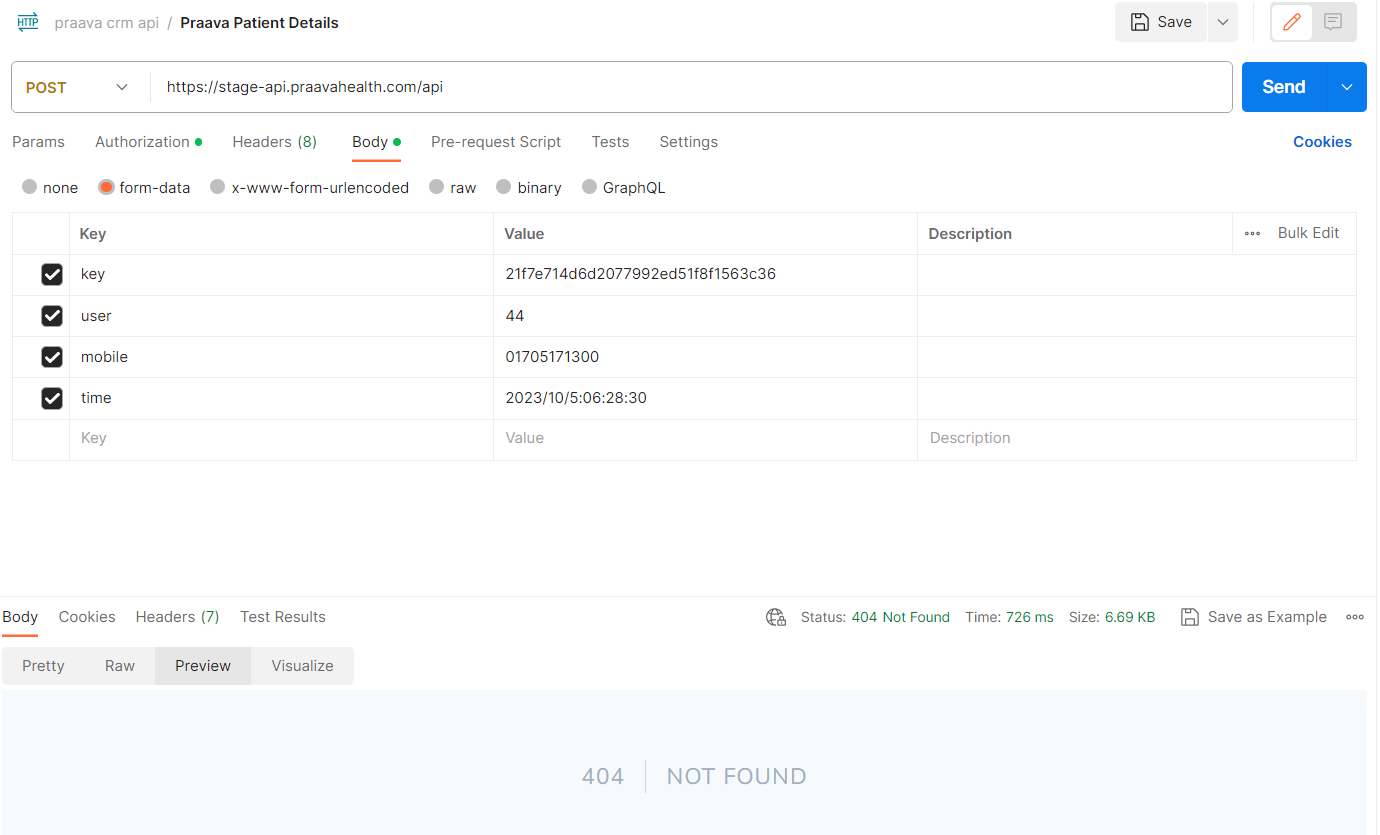 HTTP praava crm api / Praava Patient Details Save
POST https://stage-api.praavahealth.com/api Send
Params Authorization Headers (8) Body Pre-request Script Tests Settings Cookies
none form-data x-www-form-urlencoded raw binary GraphQL
Key Value Description Bulk Edit
key 21f7e714d6d2077992ed51f8f1563c36
user 44
mobile 01705171300
time 2023/10/5:06:28:30
Key Value Description
Body Cookies Headers (7) Test Results Status: 404 Not Found Time: 726 ms Size: 6.69 KB Save as Example
Pretty Raw Preview Visualize
404 NOT FOUND